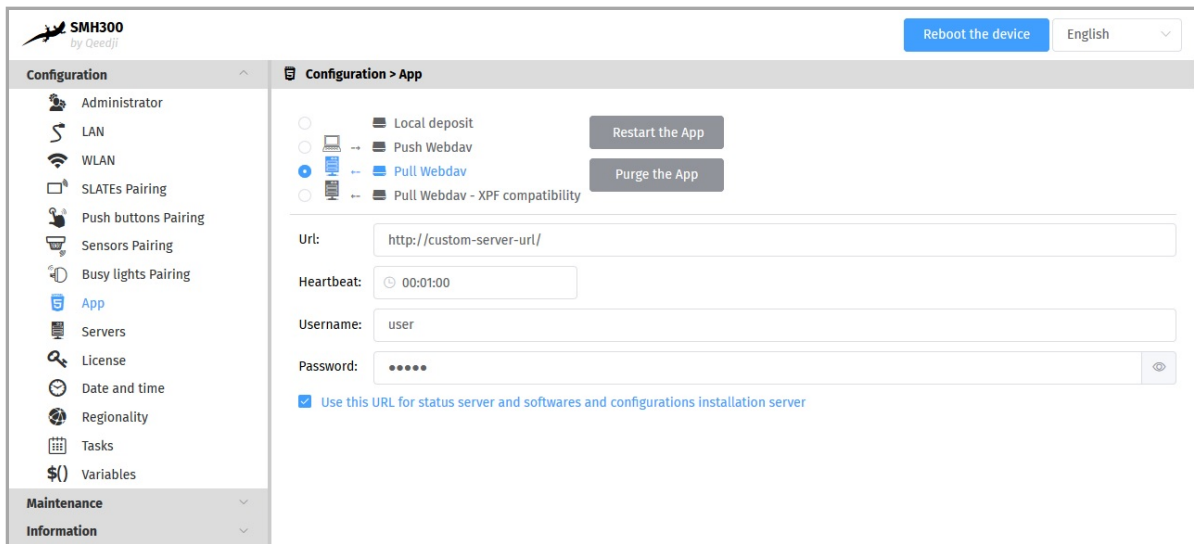 SMH300
by Qeedji
Reboot the device
English
Configuration
Administrator
LAN
WLAN
SLATEs Pairing
Push buttons Pairing
Sensors Pairing
Busy lights Pairing
App
Servers
License
Date and time
Regionality
Tasks
$() Variables
Maintenance
Information
Configuration > App
Local deposit
→ Push Webdav
← Pull Webdav
← Pull Webdav - XPF compatibility
Restart the App
Purge the App
Url: http://custom-server-url/
Heartbeat: 00:01:00
Username: user
Password: •••••
Use this URL for status server and softwares and configurations installation server